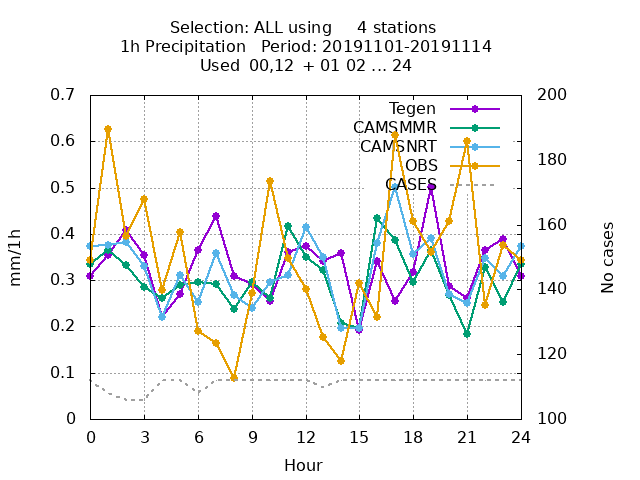 Selection: ALL using     4 stations
1h Precipitation   Period: 20191101-20191114
Used  00,12  + 01 02 ... 24
0.7
0.6
0.5
0.4
0.3
0.2
0.1
0
mm/1h
Tegen
CAMSMMR
CAMSNRT
OBS
CASES
200
180
160
140
120
100
No cases
0 3 6 9 12 15 18 21 24
Hour